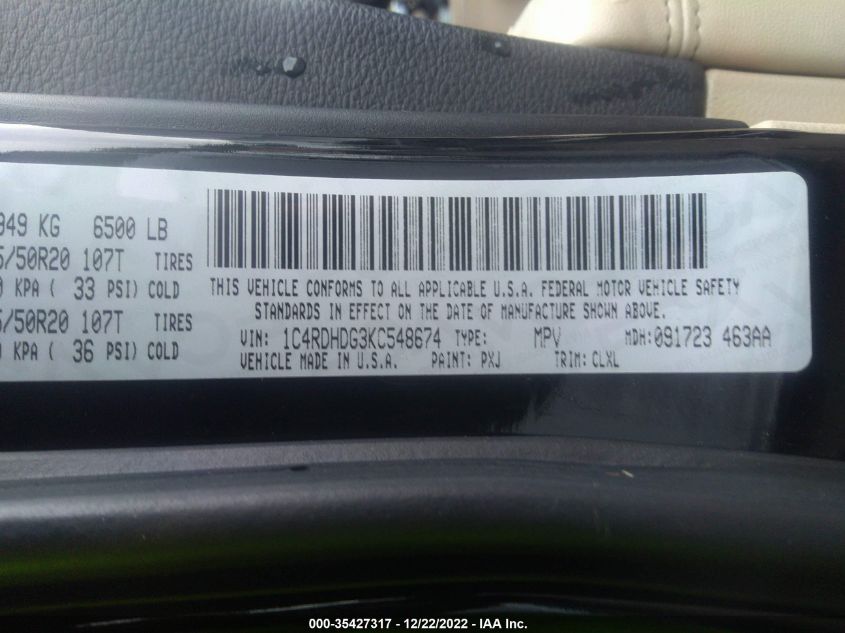 949 KG 6500 LB
/50R20 107T TIRES
KPA ( 33 PSI) COLD
/50R20 107T TIRES
KPA ( 36 PSI) COLD
THIS VEHICLE CONFORMS TO ALL APPLICABLE U.S.A. FEDERAL MOTOR VEHICLE SAFETY
STANDARDS IN EFFECT ON THE DATE OF MANUFACTURE SHOWN ABOVE.
VIN: 1C4RDHDG3KC548674 TYPE: MPV MDH:091723 463AA
VEHICLE MADE IN U.S.A. PAINT: PXJ TRIM: CLXL
000-35427317 - 12/22/2022 - IAA Inc.